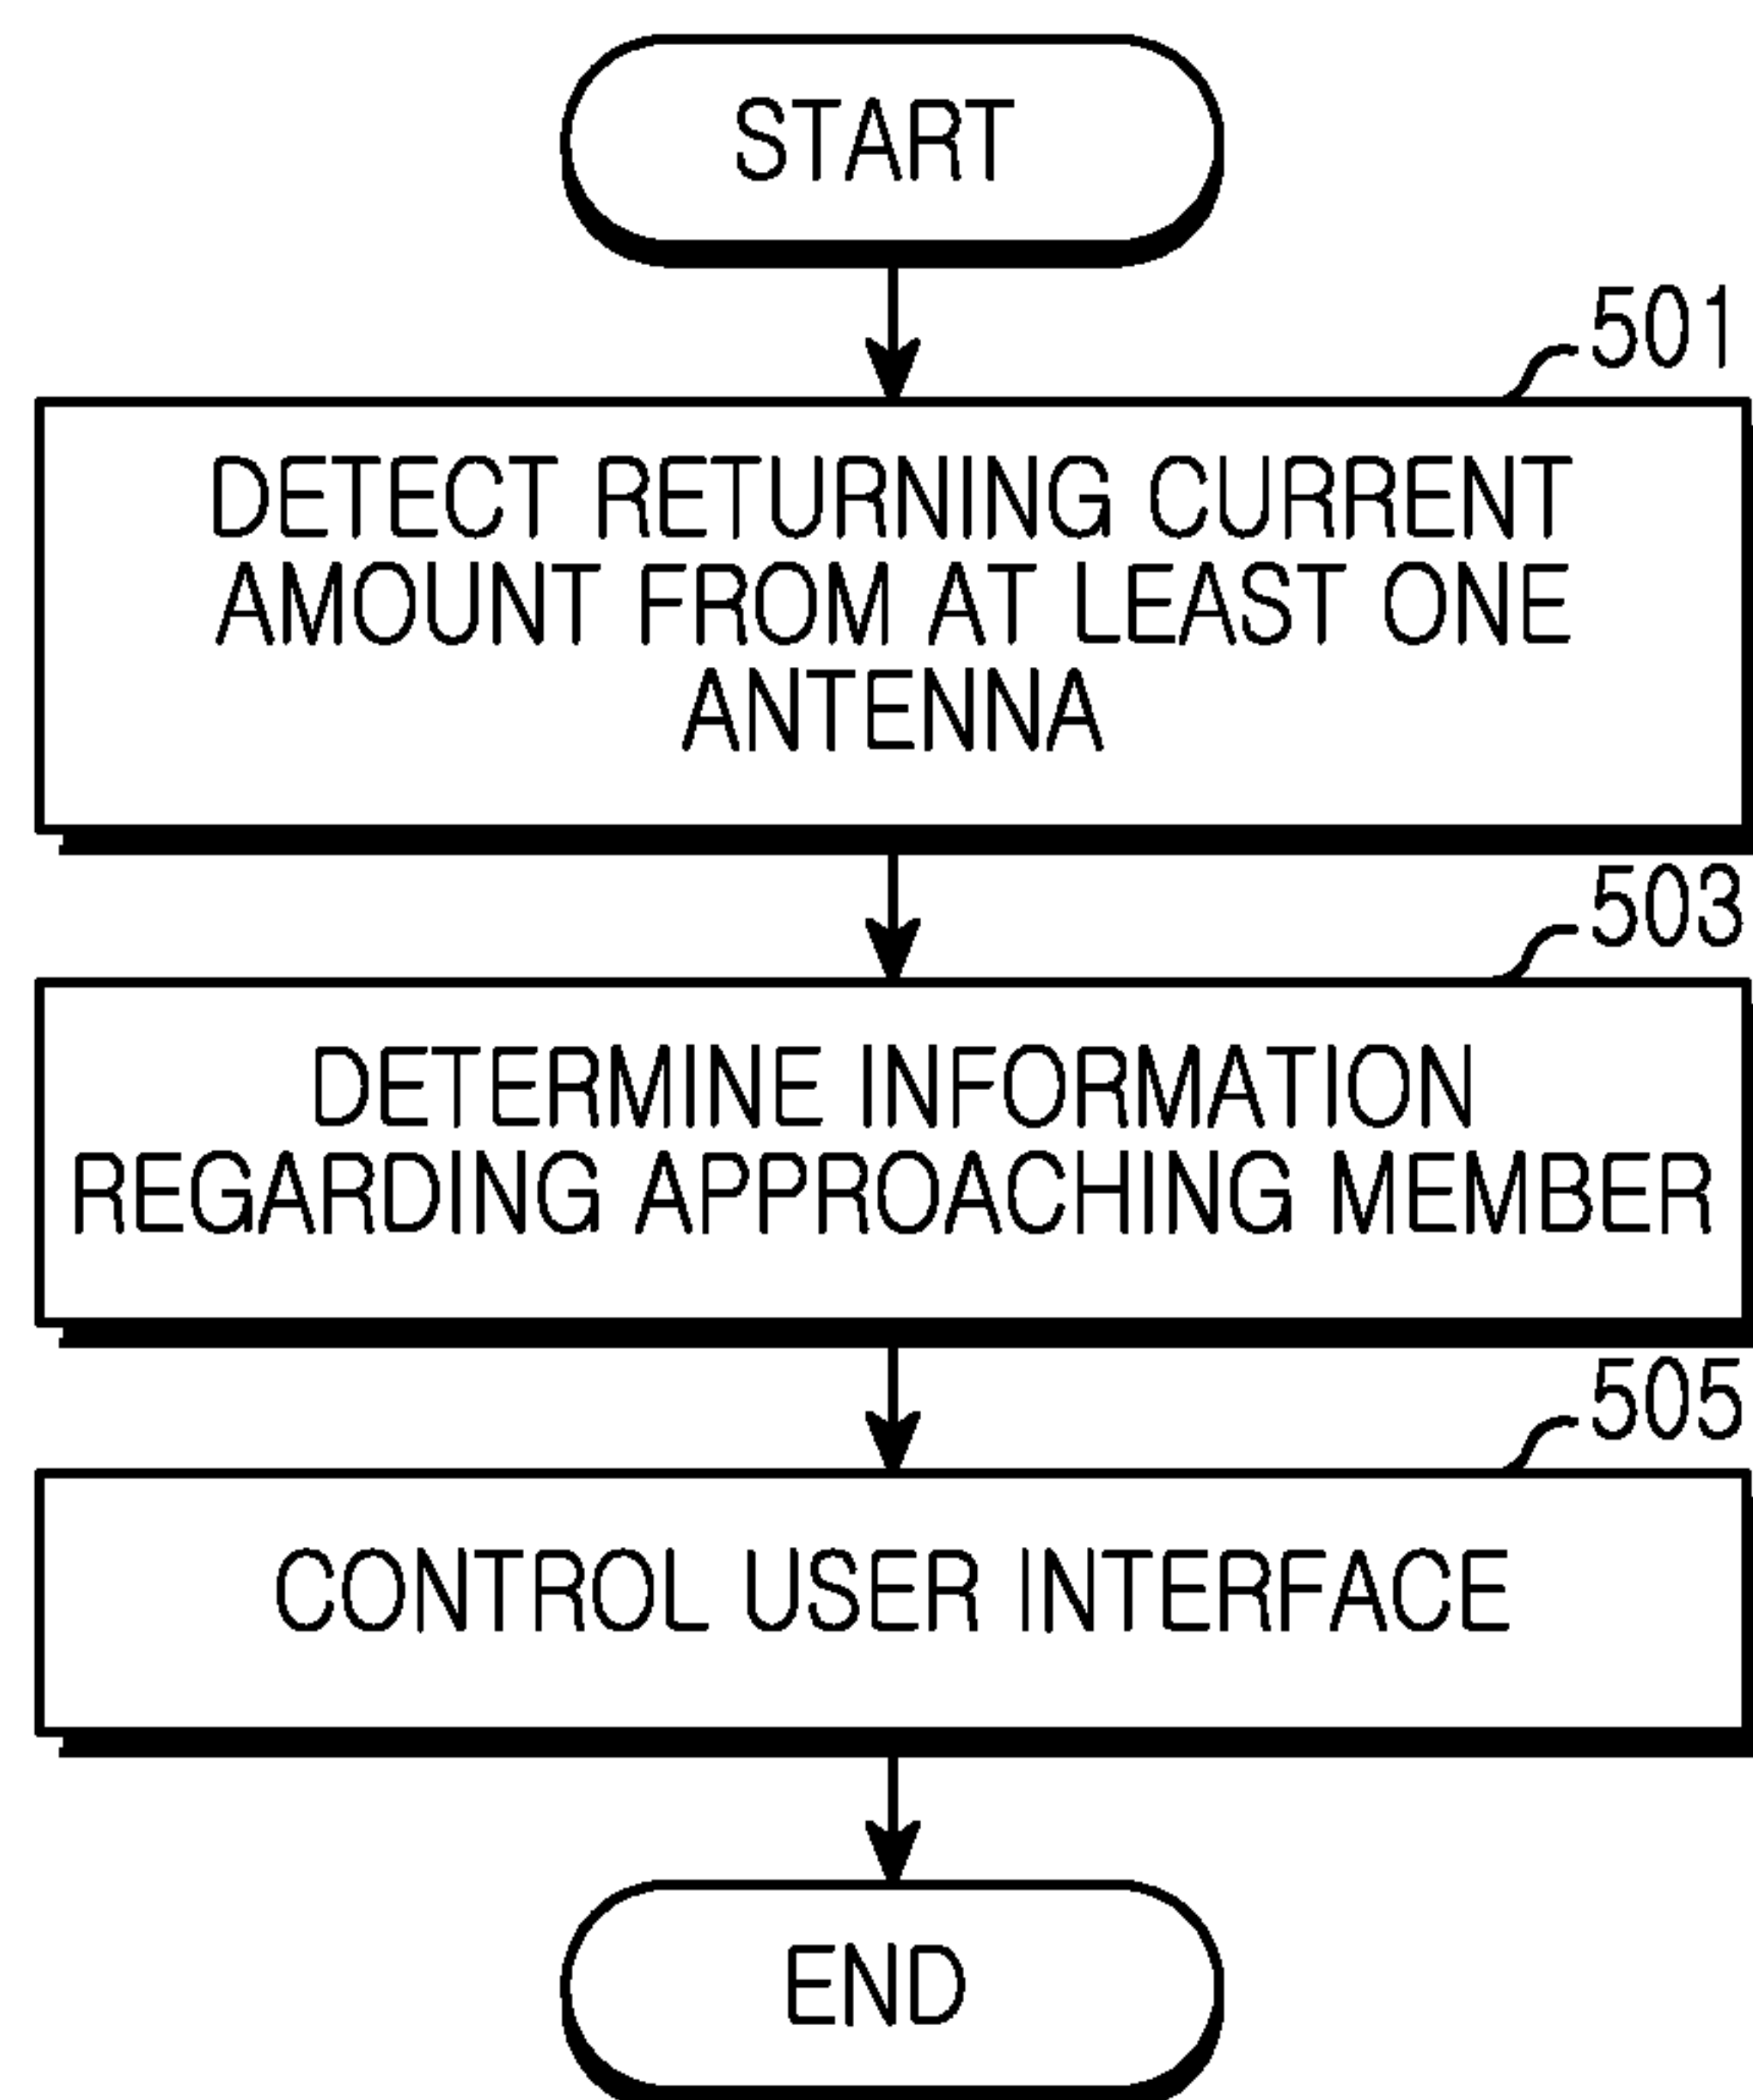 START
501
DETECT RETURNING CURRENT
AMOUNT FROM AT LEAST ONE
ANTENNA
503
DETERMINE INFORMATION
REGARDING APPROACHING MEMBER
505
CONTROL USER INTERFACE
END